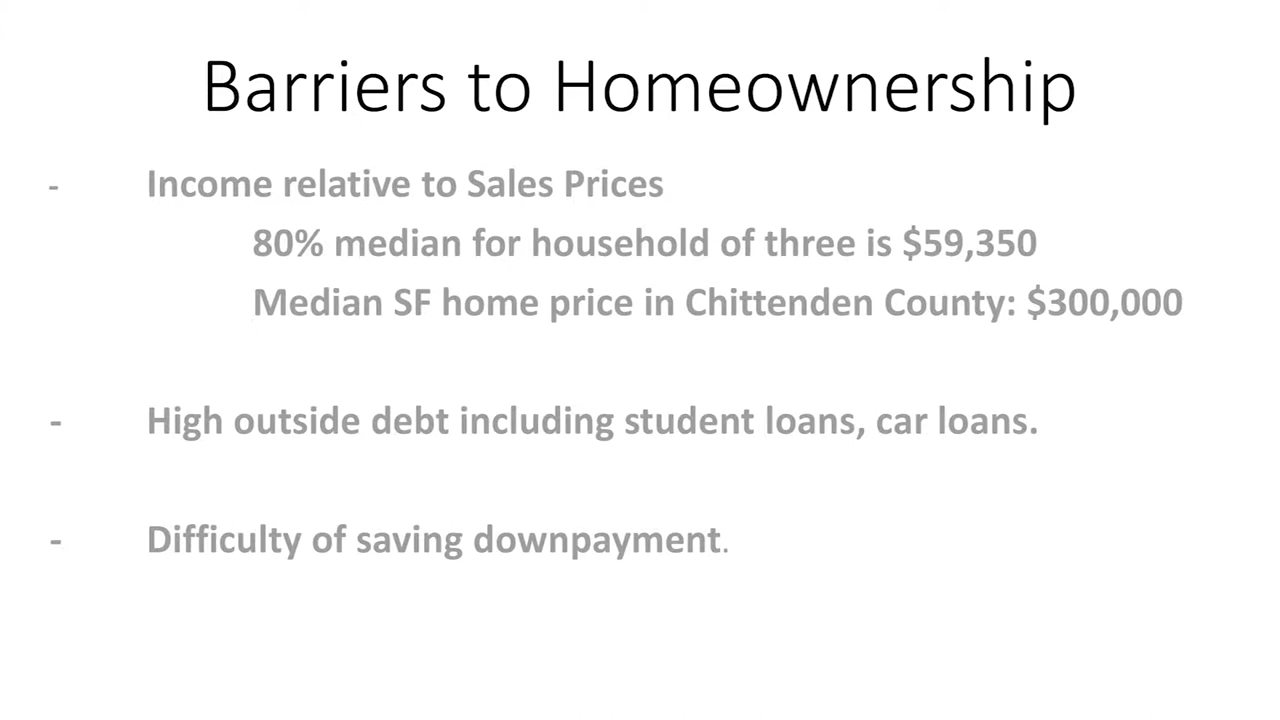 Barriers to Homeownership
- Income relative to Sales Prices
80% median for household of three is $59,350
Median SF home price in Chittenden County: $300,000
- High outside debt including student loans, car loans.
- Difficulty of saving downpayment.